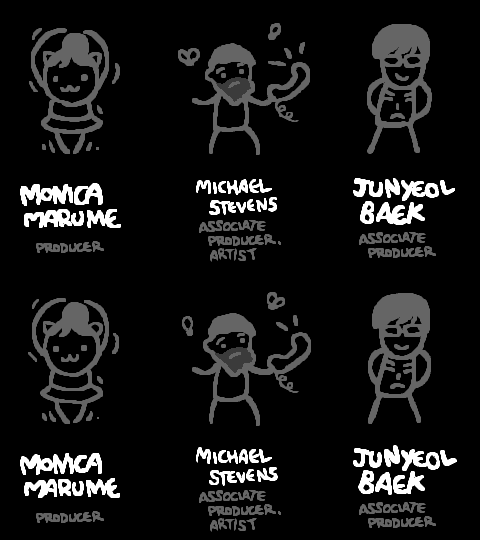 MONICA
MARUME
PRODUCER
MICHAEL
STEVENS
ASSOCIATE
PRODUCER.
ARTIST
JUNYEOL
BAEK
ASSOCIATE
PRODUCER
MONICA
MARUME
PRODUCER
MICHAEL
STEVENS
ASSOCIATE
PRODUCER.
ARTIST
JUNYEOL
BAEK
ASSOCIATE
PRODUCER